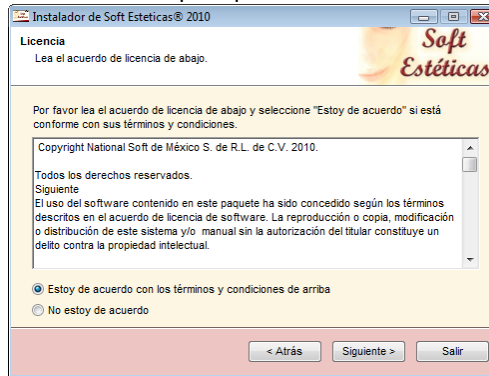 Instalador de Soft Esteticas® 2010
Licencia
Lea el acuerdo de licencia de abajo.
Soft
Estéticas
Por favor lea el acuerdo de licencia de abajo y seleccione "Estoy de acuerdo" si está
conforme con sus términos y condiciones.
Copyright National Soft de México S. de R.L. de C.V. 2010.
Todos los derechos reservados.
Siguiente
El uso del software contenido en este paquete ha sido concedido según los términos
descritos en el acuerdo de licencia de software. La reproducción o copia, modificación
o distribución de este sistema y/o manual sin la autorización del titular constituye un
delito contra la propiedad intelectual.
Estoy de acuerdo con los términos y condiciones de arriba
No estoy de acuerdo
< Atrás
Siguiente >
Salir